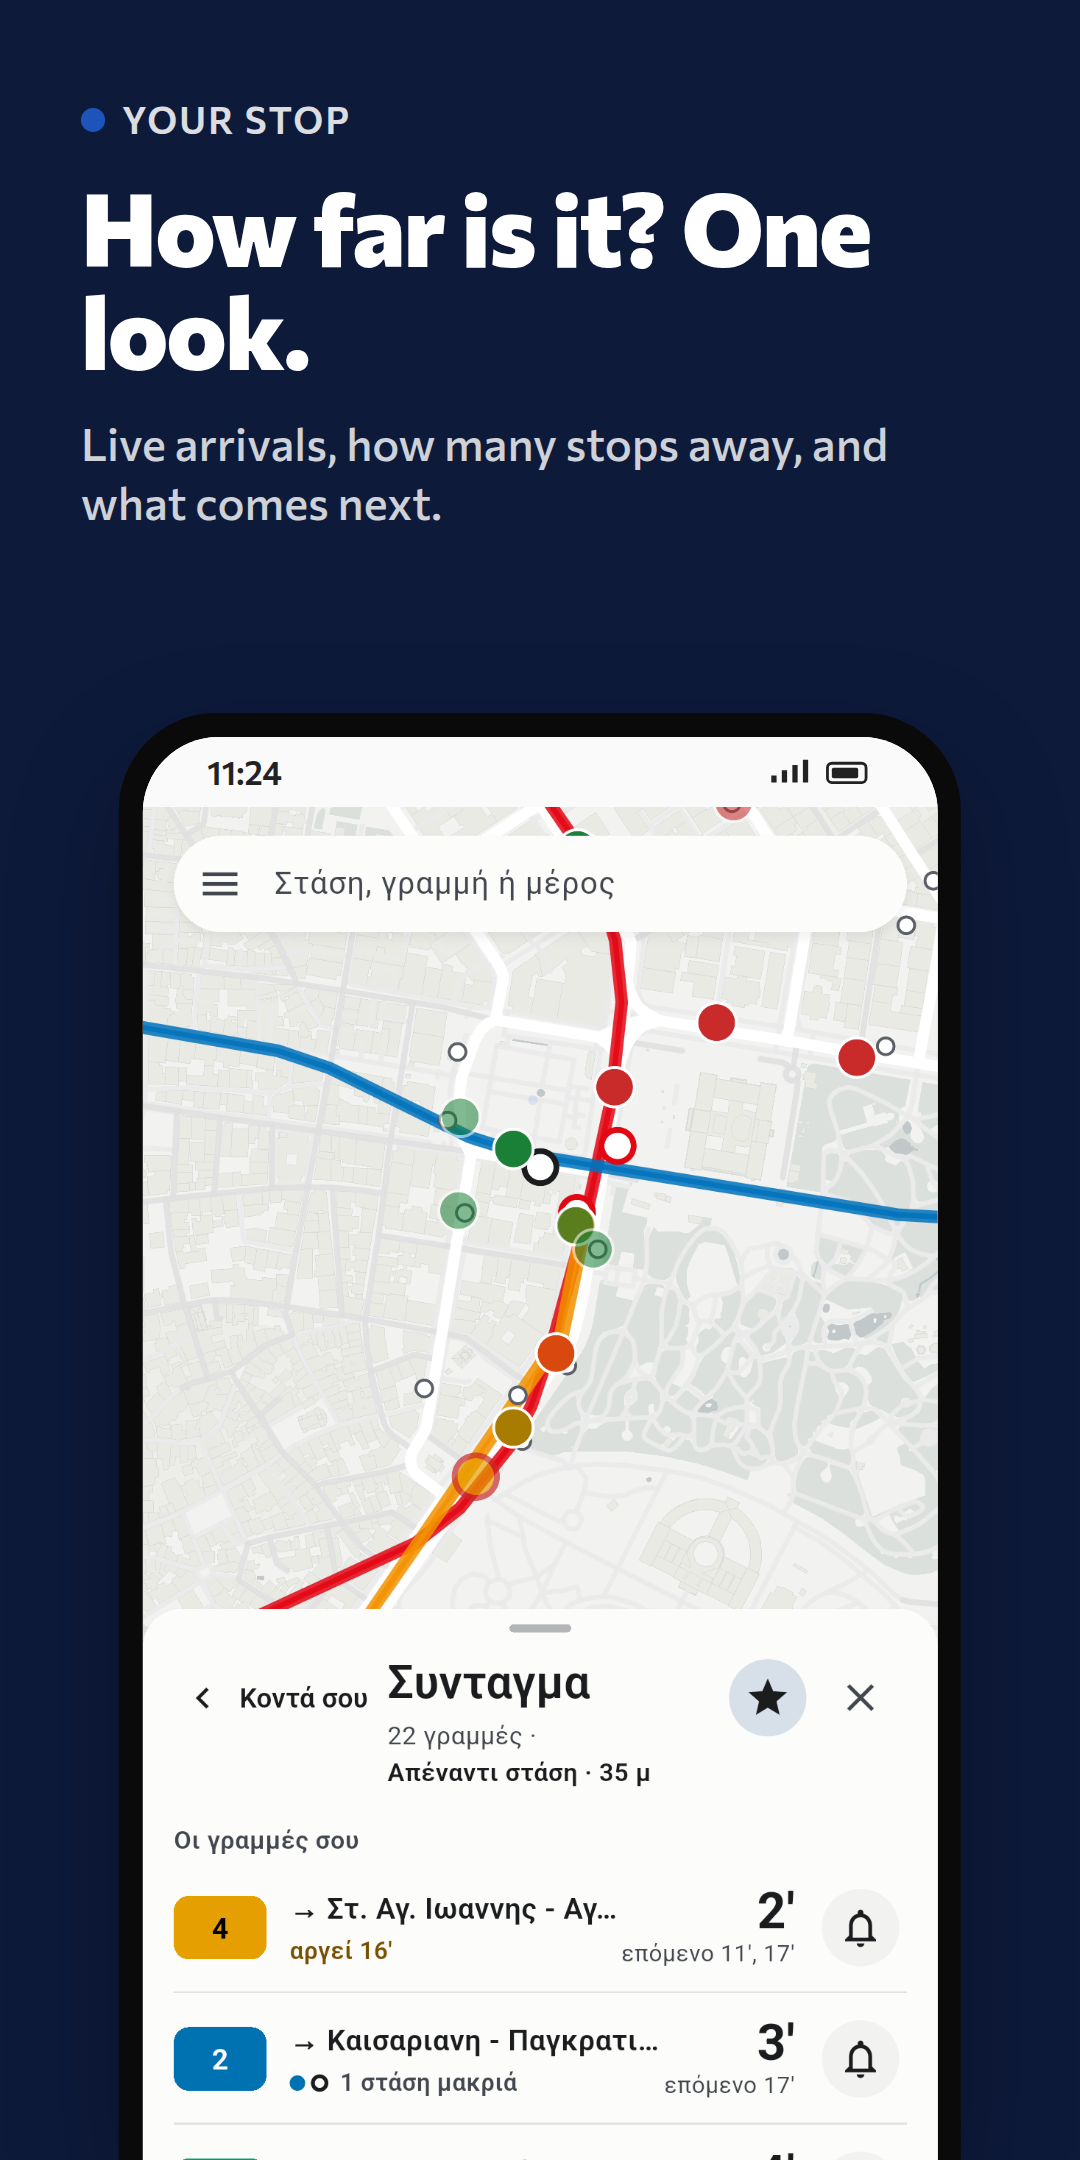 YOUR STOP
How far is it? One
look.
Live arrivals, how many stops away, and
what comes next.
11:24
Στάση, γραμμή ή μέρος
Κοντά σου
Συνταγμα
22 γραμμές ·
Απέναντι στάση · 35 μ
Οι γραμμές σου
4 → Στ. Αγ. Ιωαννης - Αγ... 2'
αργεί 16' επόμενο 11', 17'
2 → Καισαριανη - Παγκρατι... 3'
1 στάση μακριά επόμενο 17'